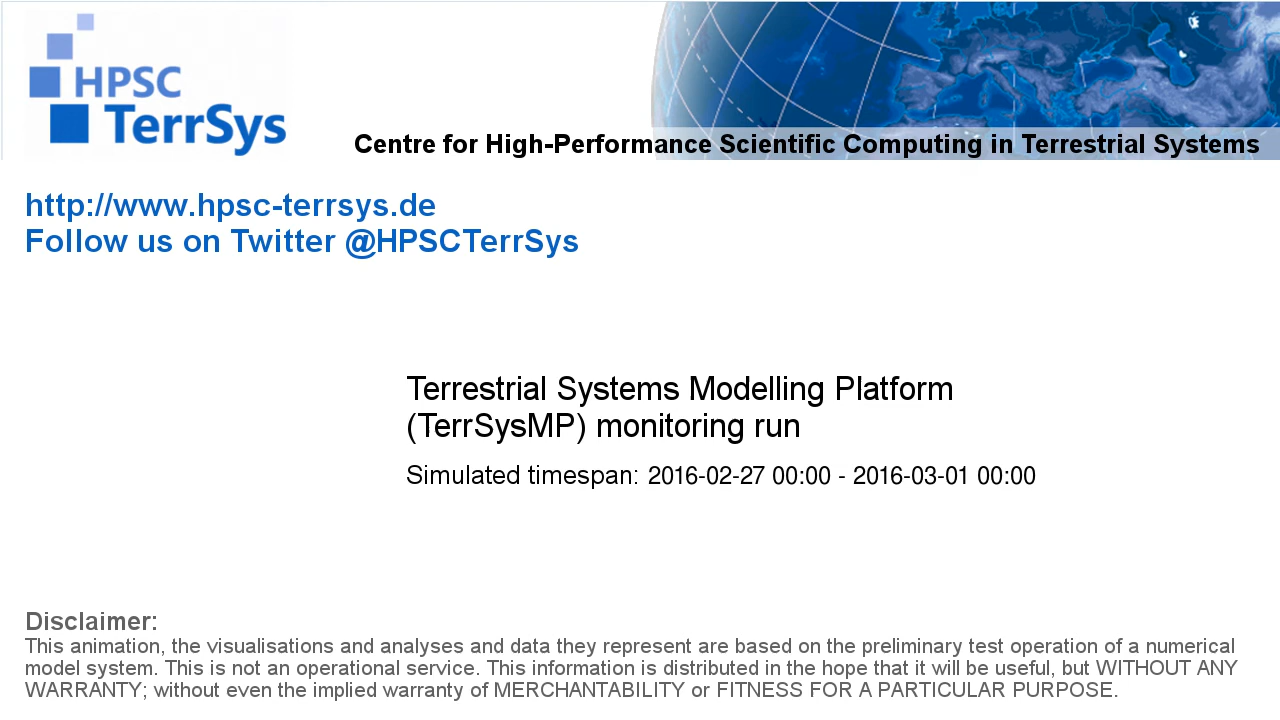 HPSC
TerrSys
Centre for High-Performance Scientific Computing in Terrestrial Systems
http://www.hpsc-terrsys.de
Follow us on Twitter @HPSCTerrSys
Terrestrial Systems Modelling Platform
(TerrSysMP) monitoring run
Simulated timespan: 2016-02-27 00:00 - 2016-03-01 00:00
Disclaimer:
This animation, the visualisations and analyses and data they represent are based on the preliminary test operation of a numerical
model system. This is not an operational service. This information is distributed in the hope that it will be useful, but WITHOUT ANY
WARRANTY; without even the implied warranty of MERCHANTABILITY or FITNESS FOR A PARTICULAR PURPOSE.